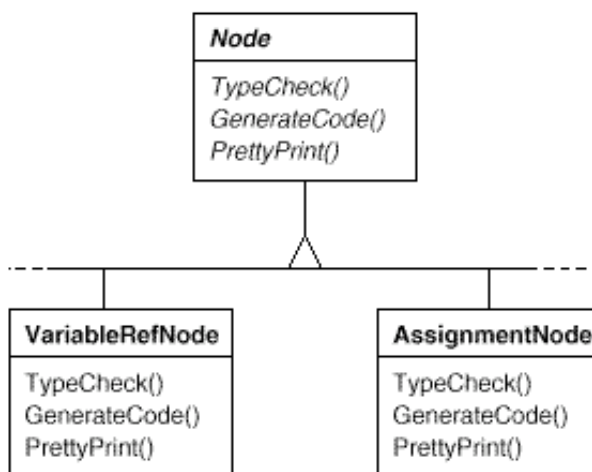 Node
TypeCheck()
GenerateCode()
PrettyPrint()
VariableRefNode
TypeCheck()
GenerateCode()
PrettyPrint()
AssignmentNode
TypeCheck()
GenerateCode()
PrettyPrint()